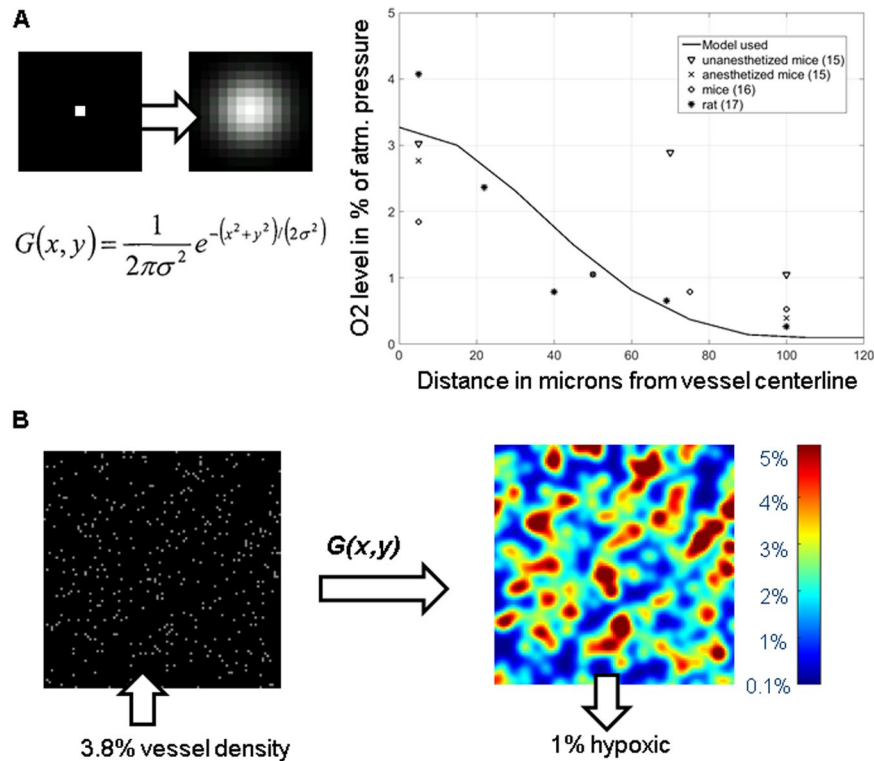 A
G(x, y) = 1/(2πσ²) e^-(x²+y²)/(2σ²)
O2 level in % of atm. pressure
5
4
3
2
1
0
Model used
unanesthetized mice (15)
anesthetized mice (15)
mice (16)
rat (17)
0 20 40 60 80 100 120
Distance in microns from vessel centerline
B
G(x,y)
5%
4%
3%
2%
1%
0.1%
3.8% vessel density
1% hypoxic